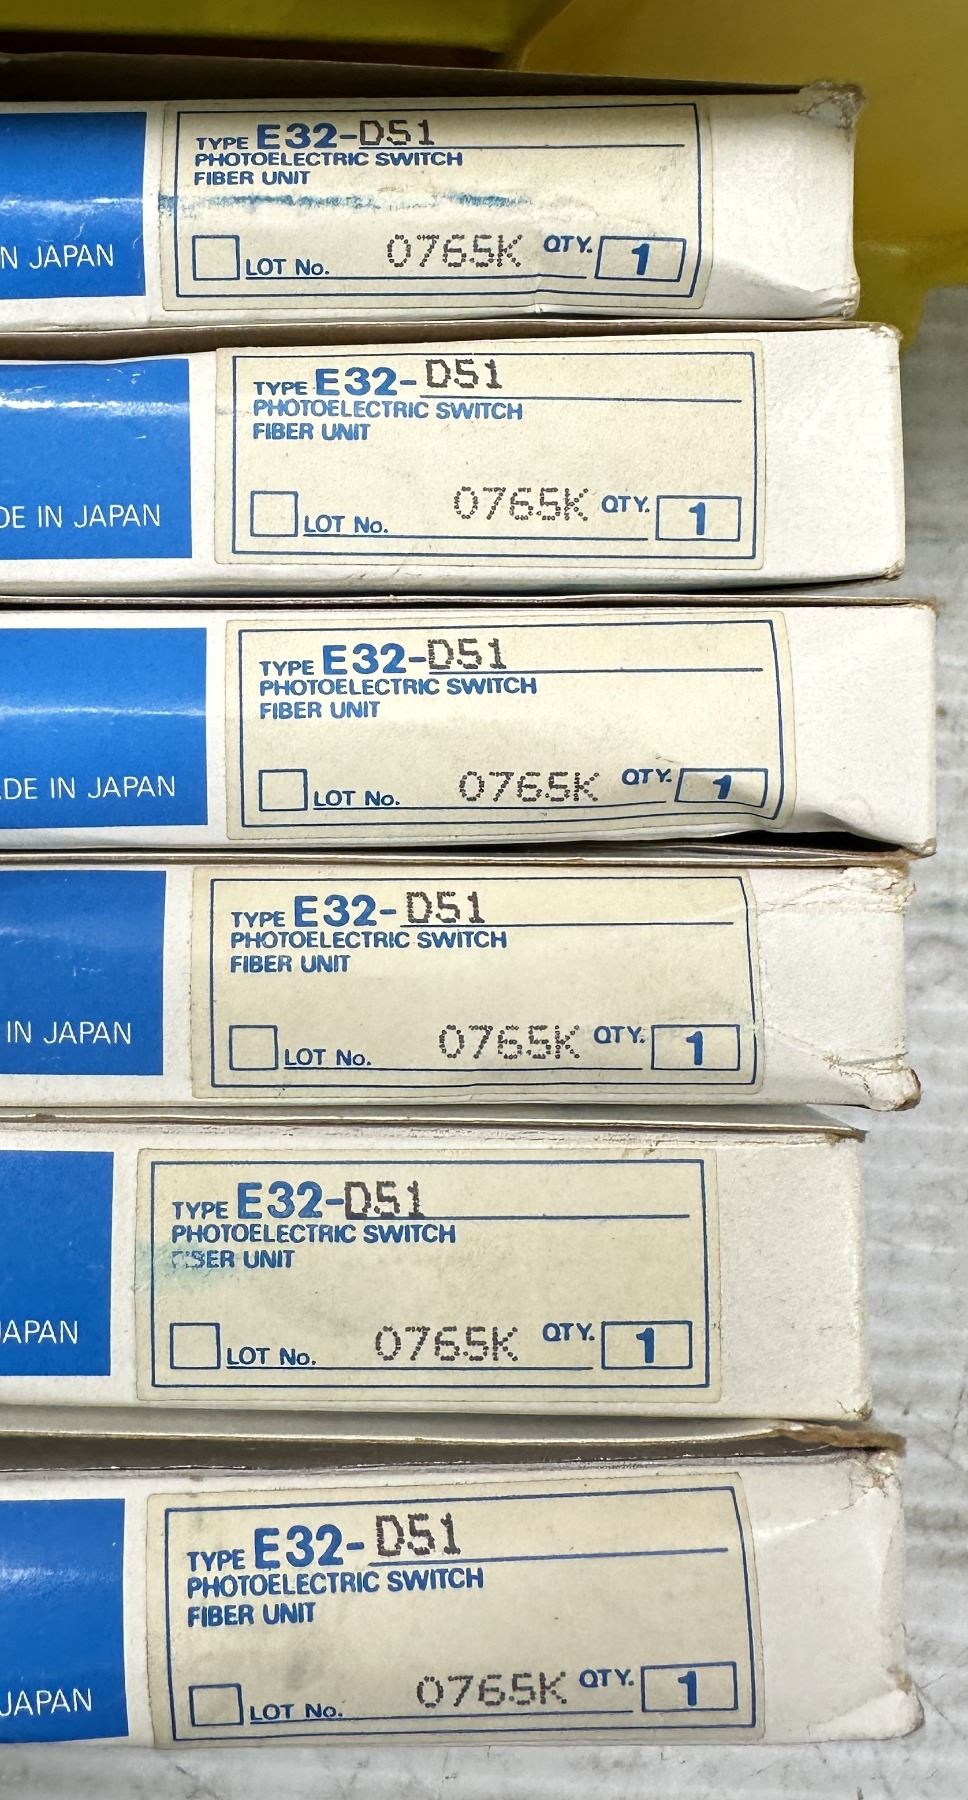 TYPE E32-D51
PHOTOELECTRIC SWITCH
FIBER UNIT
N JAPAN
LOT No. 0765K QTY. 1
TYPE E32-D51
PHOTOELECTRIC SWITCH
FIBER UNIT
DE IN JAPAN
LOT No. 0765K QTY. 1
TYPE E32-D51
PHOTOELECTRIC SWITCH
FIBER UNIT
DE IN JAPAN
LOT No. 0765K QTY. 1
TYPE E32-D51
PHOTOELECTRIC SWITCH
FIBER UNIT
IN JAPAN
LOT No. 0765K QTY. 1
TYPE E32-D51
PHOTOELECTRIC SWITCH
FIBER UNIT
JAPAN
LOT No. 0765K QTY. 1
TYPE E32-D51
PHOTOELECTRIC SWITCH
FIBER UNIT
JAPAN
LOT No. 0765K QTY. 1